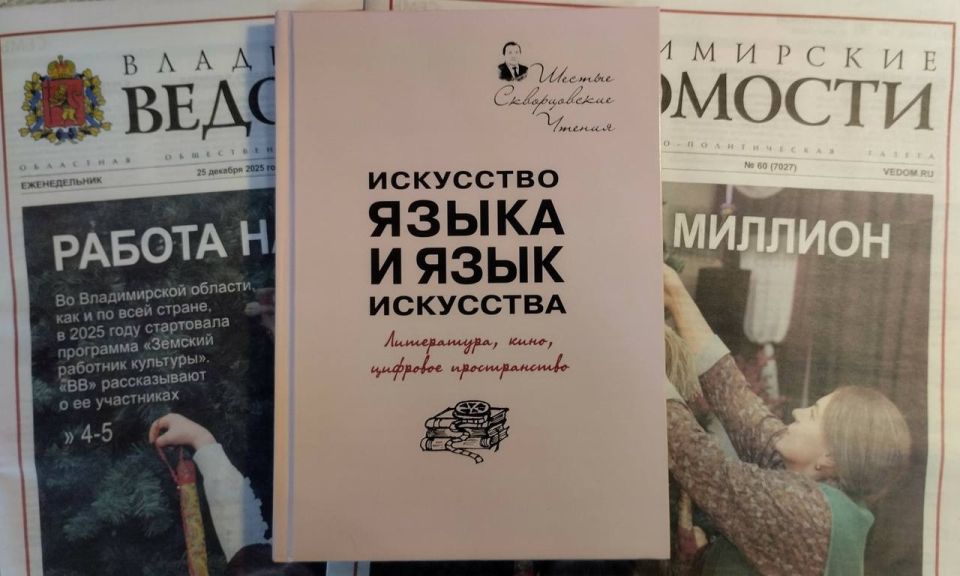 ВЛАД
ИМИРСКИЕ
ВЕДО
ОМОСТИ
ОБЛАСТНАЯ ОБЩЕСТВЕН
О-ПОЛИТИЧЕСКАЯ ГАЗЕТА
ЕЖЕНЕДЕЛЬНИК
25 декабря 2025 го
№ 60 (7027)
VEDOM.RU
РАБОТА НА
МИЛЛИОН
Во Владимирской области,
как и по всей стране,
в 2025 году стартовала
программа «Земский
работник культуры».
«ВВ» рассказывают
о ее участниках
» 4-5
Шестые
Скворцовские
Чтения
ИСКУССТВО
ЯЗЫКА
И ЯЗЫК
ИСКУССТВА
Литература, кино,
цифровое пространство